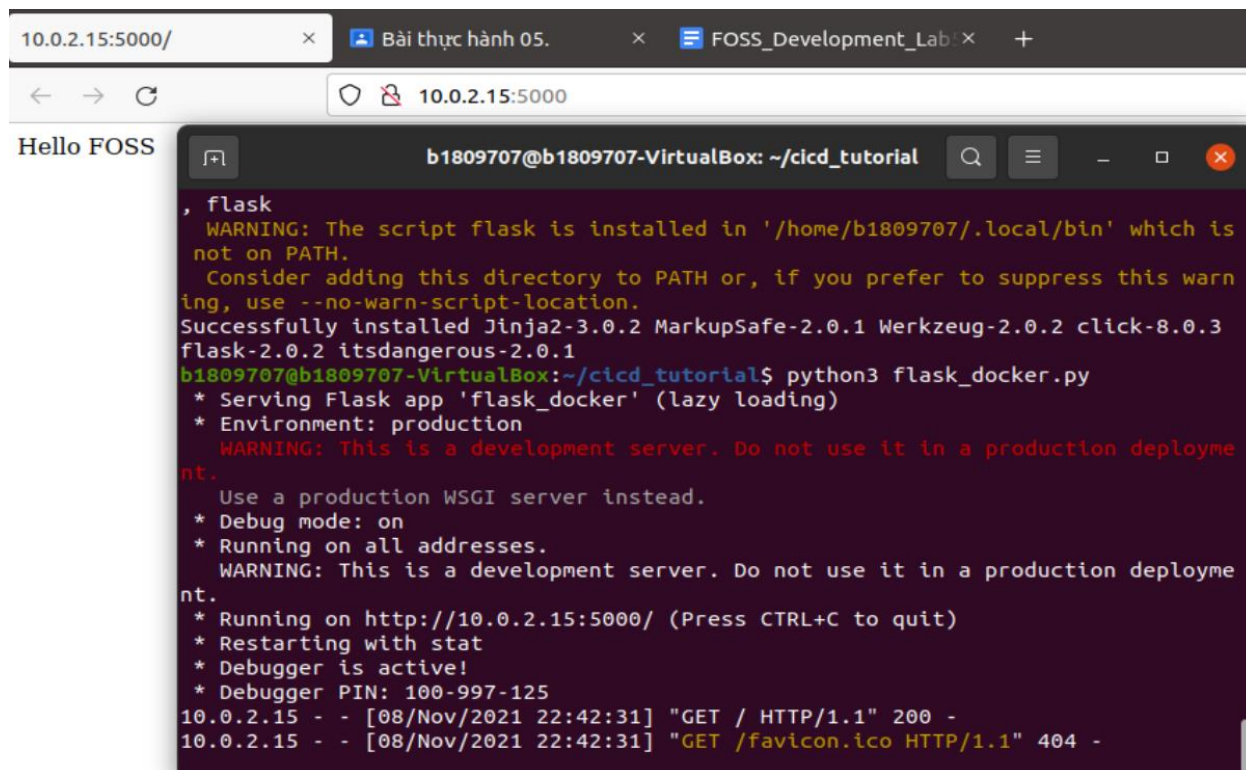 10.0.2.15:5000/
Bài thực hành 05.
FOSS_Development_Lab
10.0.2.15:5000
Hello FOSS
b1809707@b1809707-VirtualBox: ~/cicd_tutorial
, flask
WARNING: The script flask is installed in '/home/b1809707/.local/bin' which is
not on PATH.
Consider adding this directory to PATH or, if you prefer to suppress this warn
ing, use --no-warn-script-location.
Successfully installed Jinja2-3.0.2 MarkupSafe-2.0.1 Werkzeug-2.0.2 click-8.0.3
flask-2.0.2 itsdangerous-2.0.1
b1809707@b1809707-VirtualBox:~/cicd_tutorial$ python3 flask_docker.py
* Serving Flask app 'flask_docker' (lazy loading)
* Environment: production
WARNING: This is a development server. Do not use it in a production deployme
nt.
Use a production WSGI server instead.
* Debug mode: on
* Running on all addresses.
WARNING: This is a development server. Do not use it in a production deployme
nt.
* Running on http://10.0.2.15:5000/ (Press CTRL+C to quit)
* Restarting with stat
* Debugger is active!
* Debugger PIN: 100-997-125
10.0.2.15 - - [08/Nov/2021 22:42:31] "GET / HTTP/1.1" 200 -
10.0.2.15 - - [08/Nov/2021 22:42:31] "GET /favicon.ico HTTP/1.1" 404 -